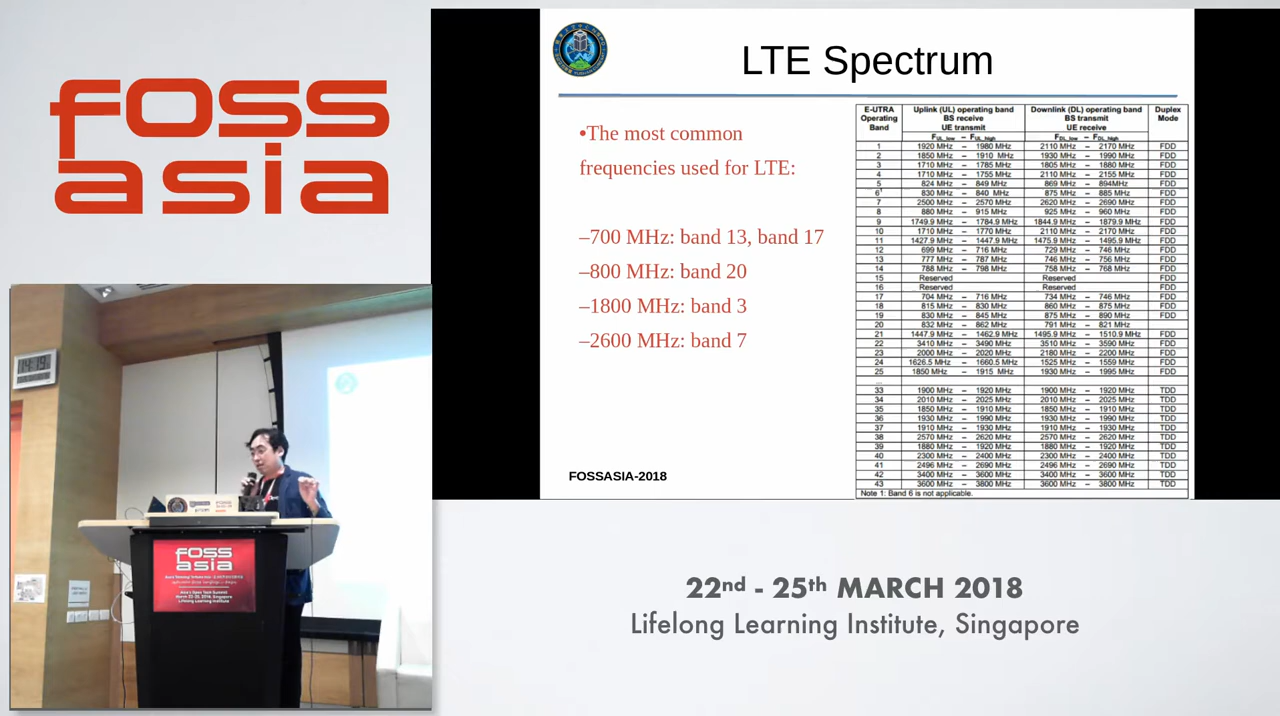 foss
asia
LTE Spectrum
•The most common
frequencies used for LTE:
–700 MHz: band 13, band 17
–800 MHz: band 20
–1800 MHz: band 3
–2600 MHz: band 7
FOSSASIA-2018
E-UTRA Operating Band | Uplink (UL) operating band BS receive UE transmit | Downlink (DL) operating band BS transmit UE receive | Duplex Mode
FUL_low – FUL_high | FDL_low – FDL_high
1 1920 MHz – 1980 MHz 2110 MHz – 2170 MHz FDD
2 1850 MHz – 1910 MHz 1930 MHz – 1990 MHz FDD
3 1710 MHz – 1785 MHz 1805 MHz – 1880 MHz FDD
4 1710 MHz – 1755 MHz 2110 MHz – 2155 MHz FDD
5 824 MHz – 849 MHz 869 MHz – 894MHz FDD
6¹ 830 MHz – 840 MHz 875 MHz – 885 MHz FDD
7 2500 MHz – 2570 MHz 2620 MHz – 2690 MHz FDD
8 880 MHz – 915 MHz 925 MHz – 960 MHz FDD
9 1749.9 MHz – 1784.9 MHz 1844.9 MHz – 1879.9 MHz FDD
10 1710 MHz – 1770 MHz 2110 MHz – 2170 MHz FDD
11 1427.9 MHz – 1447.9 MHz 1475.9 MHz – 1495.9 MHz FDD
12 699 MHz – 716 MHz 729 MHz – 746 MHz FDD
13 777 MHz – 787 MHz 746 MHz – 756 MHz FDD
14 788 MHz – 798 MHz 758 MHz – 768 MHz FDD
15 Reserved Reserved FDD
16 Reserved Reserved FDD
17 704 MHz – 716 MHz 734 MHz – 746 MHz FDD
18 815 MHz – 830 MHz 860 MHz – 875 MHz FDD
19 830 MHz – 845 MHz 875 MHz – 890 MHz FDD
20 832 MHz – 862 MHz 791 MHz – 821 MHz
21 1447.9 MHz – 1462.9 MHz 1495.9 MHz – 1510.9 MHz FDD
22 3410 MHz – 3490 MHz 3510 MHz – 3590 MHz FDD
23 2000 MHz – 2020 MHz 2180 MHz – 2200 MHz FDD
24 1626.5 MHz – 1660.5 MHz 1525 MHz – 1559 MHz FDD
25 1850 MHz – 1915 MHz 1930 MHz – 1995 MHz FDD
...
33 1900 MHz – 1920 MHz 1900 MHz – 1920 MHz TDD
34 2010 MHz – 2025 MHz 2010 MHz – 2025 MHz TDD
35 1850 MHz – 1910 MHz 1850 MHz – 1910 MHz TDD
36 1930 MHz – 1990 MHz 1930 MHz – 1990 MHz TDD
37 1910 MHz – 1930 MHz 1910 MHz – 1930 MHz TDD
38 2570 MHz – 2620 MHz 2570 MHz – 2620 MHz TDD
39 1880 MHz – 1920 MHz 1880 MHz – 1920 MHz TDD
40 2300 MHz – 2400 MHz 2300 MHz – 2400 MHz TDD
41 2496 MHz – 2690 MHz 2496 MHz – 2690 MHz TDD
42 3400 MHz – 3600 MHz 3400 MHz – 3600 MHz TDD
43 3600 MHz – 3800 MHz 3600 MHz – 3800 MHz TDD
Note 1: Band 6 is not applicable.
14:19
foss
asia
Asia's Open Tech Summit
March 22-25, 2018, Singapore
Lifelong Learning Institute
22nd - 25th MARCH 2018
Lifelong Learning Institute, Singapore